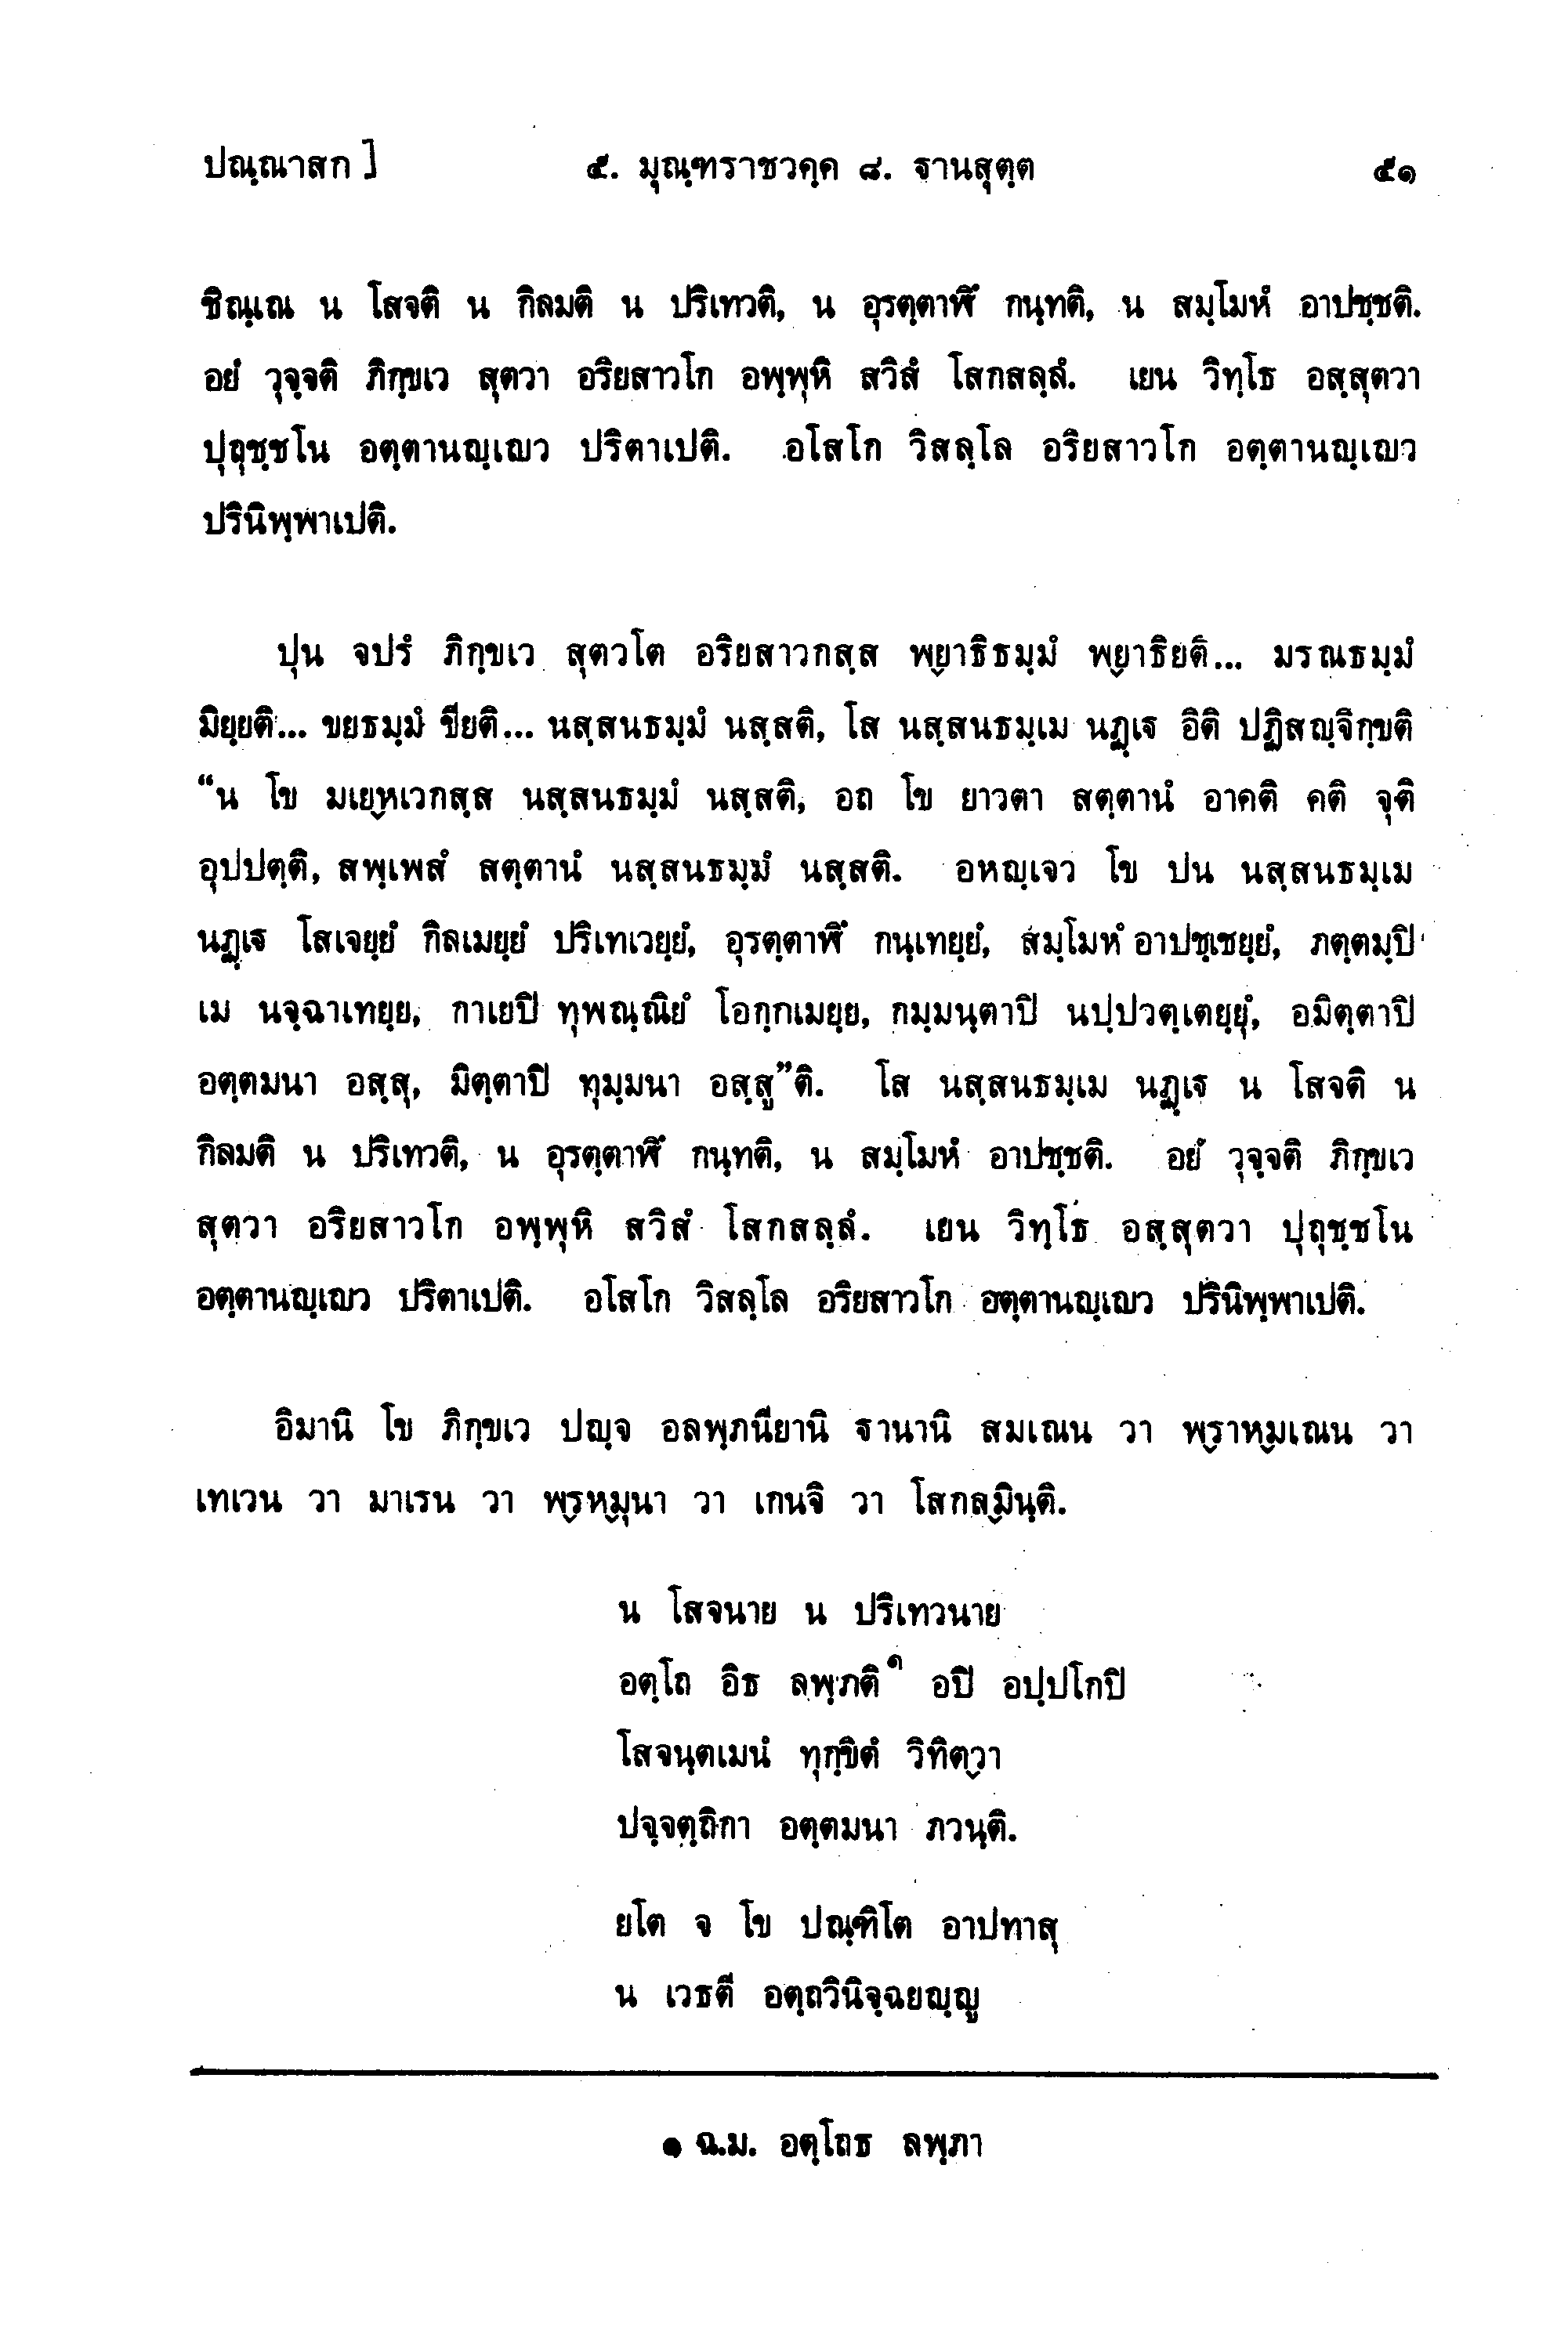 ปณฺณาสก] ๕. มุณฺฑราชวคฺค ๘. ฐานสุตฺต ๕๑
ชิณฺเณ น โสจติ น กิลมติ น ปริเทวติ, น อุรตฺตาฬึ กนฺทติ, น สมฺโมหํ อาปชฺชติ.
อยํ วุจฺจติ ภิกฺขเว สุตวา อริยสาวโก อพฺพุหิ สวิสํ โสกสลฺลํ. เยน วิทฺโธ อสฺสุตวา
ปุถุชฺชโน อตฺตานญฺเญว ปริตาเปติ. อโสโก วิสลฺโล อริยสาวโก อตฺตานญฺเญว
ปรินิพฺพาเปติ.
ปุน จปรํ ภิกฺขเว สุตวโต อริยสาวกสฺส พฺยาธิธมฺมํ พฺยาธิยติ... มรณธมฺมํ
มิยฺยติ... ขยธมฺมํ ขียติ... นสฺสนธมฺมํ นสฺสติ, โส นสฺสนธมฺเม นฏฺเฐ อิติ ปฏิสญฺจิกฺขติ
“น โข มเยฺหเวกสฺส นสฺสนธมฺมํ นสฺสติ, อถ โข ยาวตา สตฺตานํ อาคติ คติ จุติ
อุปปตฺติ, สพฺเพสํ สตฺตานํ นสฺสนธมฺมํ นสฺสติ. อหญฺเจว โข ปน นสฺสนธมฺเม
นฏฺเฐ โสเจยฺยํ กิลเมยฺยํ ปริเทเวยฺยํ, อุรตฺตาฬึ กนฺเทยฺยํ, สมฺโมหํ อาปชฺเชยฺยํ, ภตฺตมฺปิ
เม นจฺฉาเทยฺย, กาเยปิ ทุพณฺณิยํ โอกฺกเมยฺย, กมฺมนฺตาปิ นปฺปวตฺเตยฺยุํ, อมิตฺตาปิ
อตฺตมนา อสฺสุ, มิตฺตาปิ ทุมฺมนา อสฺสู”ติ. โส นสฺสนธมฺเม นฏฺเฐ น โสจติ น
กิลมติ น ปริเทวติ, น อุรตฺตาฬึ กนฺทติ, น สมฺโมหํ อาปชฺชติ. อยํ วุจฺจติ ภิกฺขเว
สุตวา อริยสาวโก อพฺพุหิ สวิสํ โสกสลฺลํ. เยน วิทฺโธ อสฺสุตวา ปุถุชฺชโน
อตฺตานญฺเญว ปริตาเปติ. อโสโก วิสลฺโล อริยสาวโก อตฺตานญฺเญว ปรินิพฺพาเปติ.
อิมานิ โข ภิกฺขเว ปญฺจ อลพฺภนียานิ ฐานานิ สมเณน วา พฺราหฺมเณน วา
เทเวน วา มาเรน วา พฺรหฺมุนา วา เกนจิ วา โสกสฺมินฺติ.
น โสจนาย น ปริเทวนาย
อตฺโถ อิธ ลพฺภติ๑ อปิ อปฺปโกปิ
โสจนฺตเมนํ ทุกฺขิตํ วิทิตฺวา
ปจฺจตฺถิกา อตฺตมนา ภวนฺติ.
ยโต จ โข ปณฺฑิโต อาปทาสุ
น เวธตี อตฺถวินิจฺฉยญฺญู
๑ ฉ.ม. อตฺโถธ ลพฺภา